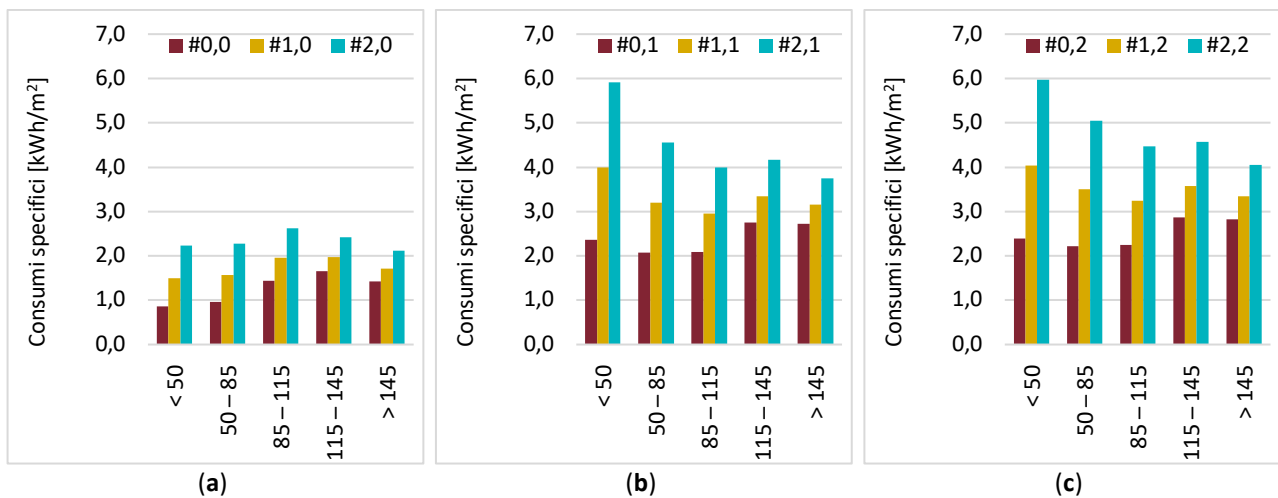 7,0
6,0
5,0
4,0
3,0
2,0
1,0
0,0
Consumi specifici [kWh/m²]
#0,0 #1,0 #2,0
< 50
50 – 85
85 – 115
115 – 145
> 145
(a)
7,0
6,0
5,0
4,0
3,0
2,0
1,0
0,0
Consumi specifici [kWh/m²]
#0,1 #1,1 #2,1
< 50
50 – 85
85 – 115
115 – 145
> 145
(b)
7,0
6,0
5,0
4,0
3,0
2,0
1,0
0,0
Consumi specifici [kWh/m²]
#0,2 #1,2 #2,2
< 50
50 – 85
85 – 115
115 – 145
> 145
(c)